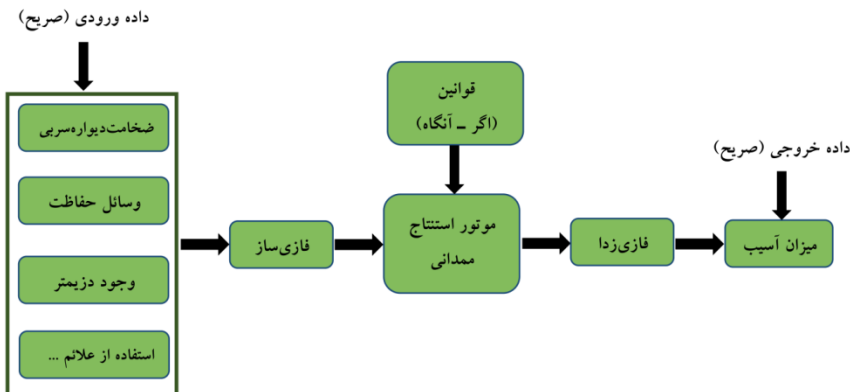 داده ورودی (صریح)
ضخامت‌دیواره‌سربی
وسائل حفاظت
وجود دزیمتر
استفاده از علائم ...
فازی‌ساز
قوانین
(اگر – آنگاه)
موتور استنتاج
ممدانی
فازی‌زدا
داده خروجی (صریح)
میزان آسیب